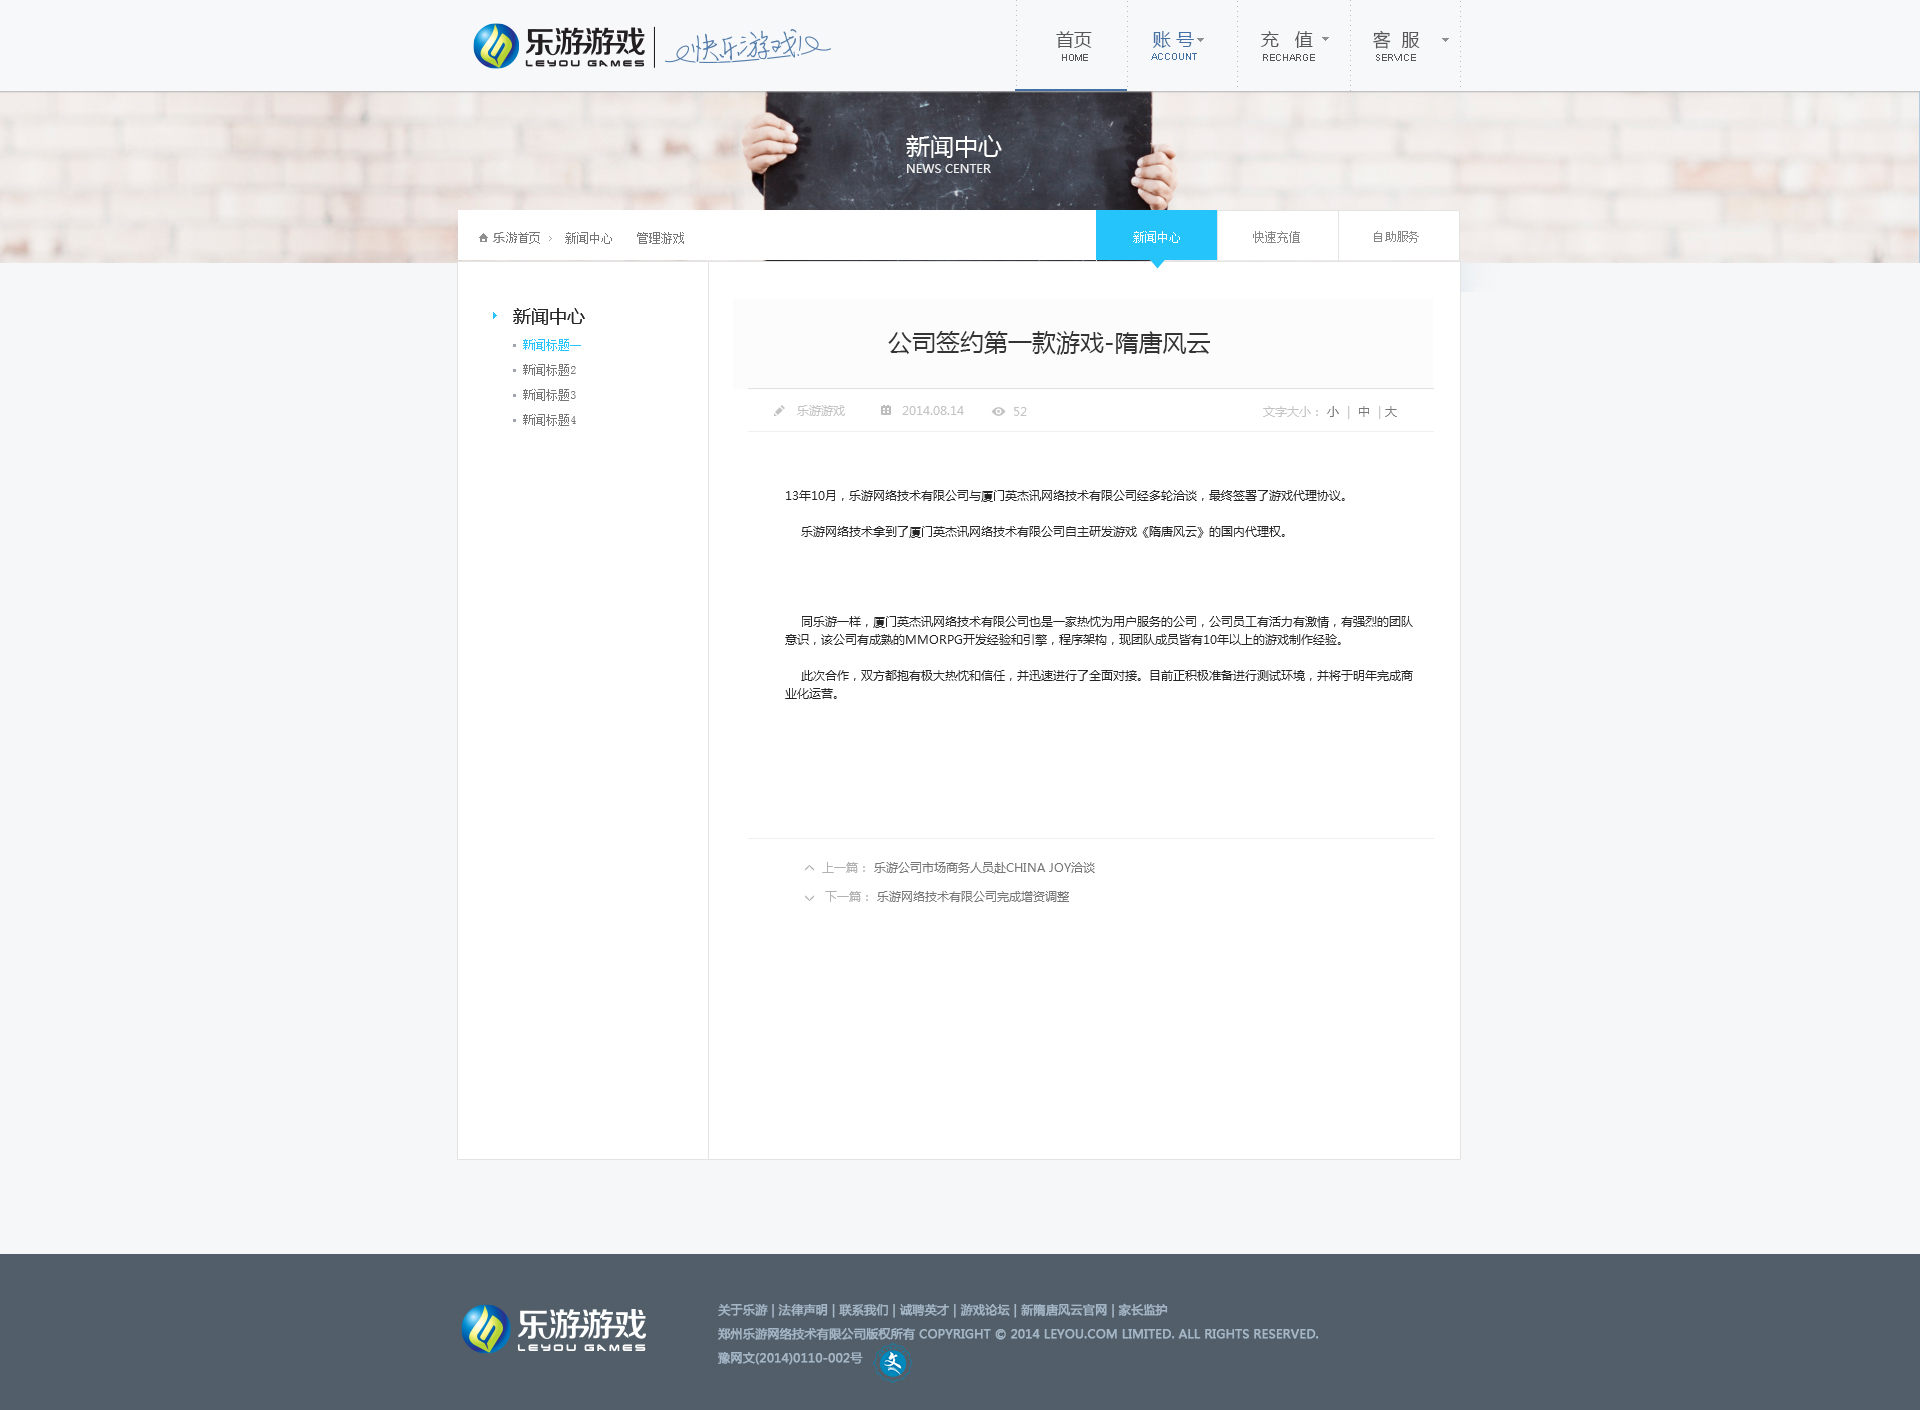 乐游游戏
LEYOU GAMES
快乐游戏
首页
HOME
账 号
ACCOUNT
充 值
RECHARGE
客 服
SERVICE
新闻中心
NEWS CENTER
乐游首页 > 新闻中心 管理游戏
新闻中心
快速充值
自助服务
新闻中心
新闻标题一
新闻标题2
新闻标题3
新闻标题4
公司签约第一款游戏-隋唐风云
乐游游戏 2014.08.14 52 文字大小： 小 | 中 | 大
13年10月，乐游网络技术有限公司与厦门英杰讯网络技术有限公司经多轮洽谈，最终签署了游戏代理协议。
乐游网络技术拿到了厦门英杰讯网络技术有限公司自主研发游戏《隋唐风云》的国内代理权。
同乐游一样，厦门英杰讯网络技术有限公司也是一家热忱为用户服务的公司，公司员工有活力有激情，有强烈的团队
意识，该公司有成熟的MMORPG开发经验和引擎，程序架构，现团队成员皆有10年以上的游戏制作经验。
此次合作，双方都抱有极大热忱和信任，并迅速进行了全面对接。目前正积极准备进行测试环境，并将于明年完成商
业化运营。
上一篇： 乐游公司市场商务人员赴CHINA JOY洽谈
下一篇： 乐游网络技术有限公司完成增资调整
乐游游戏
LEYOU GAMES
关于乐游 | 法律声明 | 联系我们 | 诚聘英才 | 游戏论坛 | 新隋唐风云官网 | 家长监护
郑州乐游网络技术有限公司版权所有 COPYRIGHT © 2014 LEYOU.COM LIMITED. ALL RIGHTS RESERVED.
豫网文(2014)0110-002号